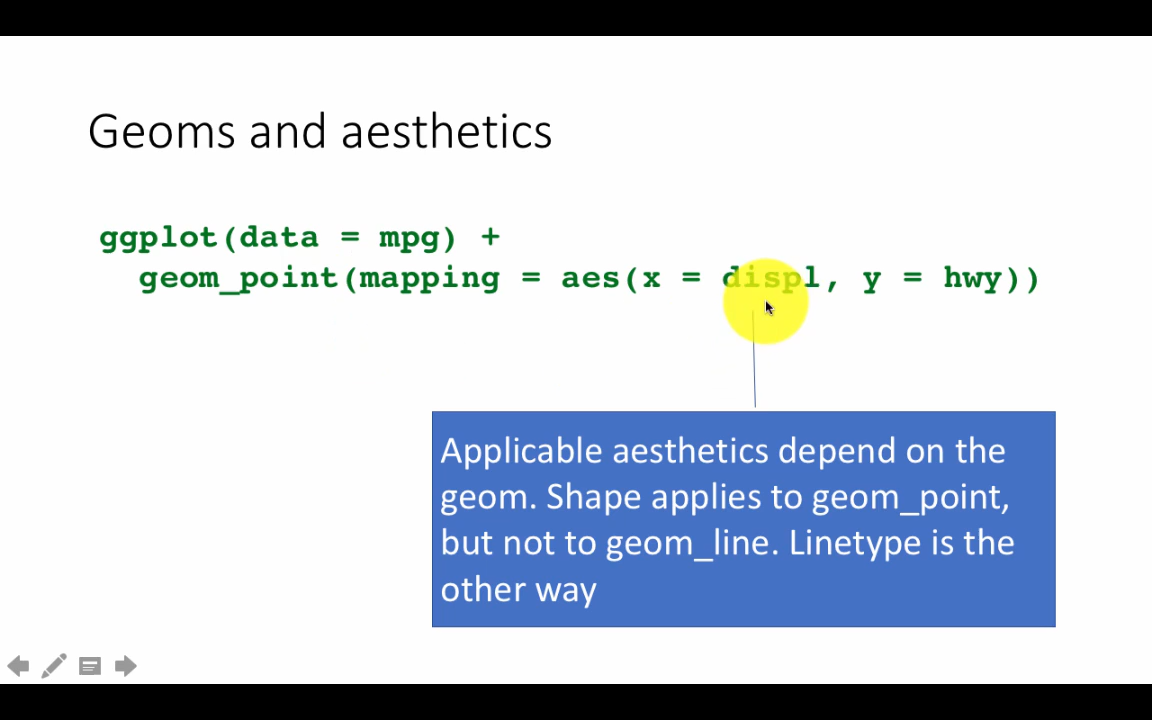 Geoms and aesthetics
ggplot(data = mpg) +
  geom_point(mapping = aes(x = displ, y = hwy))
Applicable aesthetics depend on the
geom. Shape applies to geom_point,
but not to geom_line. Linetype is the
other way